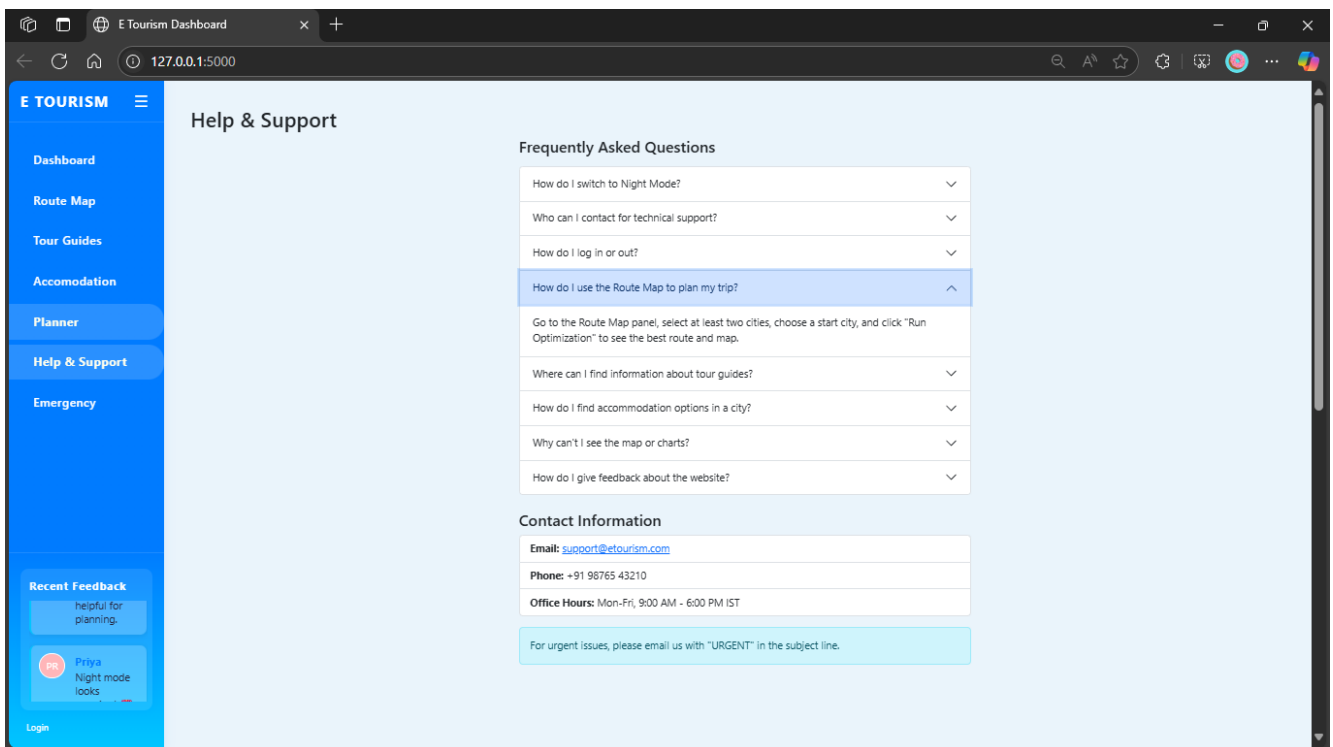 E Tourism Dashboard
127.0.0.1:5000
E TOURISM
Dashboard
Route Map
Tour Guides
Accomodation
Planner
Help & Support
Emergency
Recent Feedback
helpful for
planning.
PR
Priya
Night mode
looks
Login
Help & Support
Frequently Asked Questions
How do I switch to Night Mode?
Who can I contact for technical support?
How do I log in or out?
How do I use the Route Map to plan my trip?
Go to the Route Map panel, select at least two cities, choose a start city, and click "Run
Optimization" to see the best route and map.
Where can I find information about tour guides?
How do I find accommodation options in a city?
Why can't I see the map or charts?
How do I give feedback about the website?
Contact Information
Email: support@etourism.com
Phone: +91 98765 43210
Office Hours: Mon-Fri, 9:00 AM - 6:00 PM IST
For urgent issues, please email us with "URGENT" in the subject line.